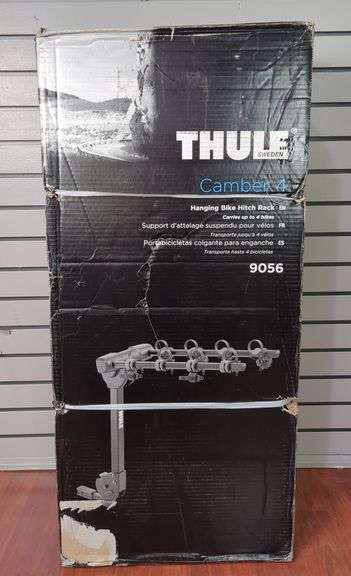 THULE®
SWEDEN
Camber 4
Hanging Bike Hitch Rack EN
Carries up to 4 bikes
Support d'attelage suspendu pour vélos FR
Transporte jusqu'à 4 vélos
Portabicicletas colgante para enganche ES
Transporta hasta 4 bicicletas
9056